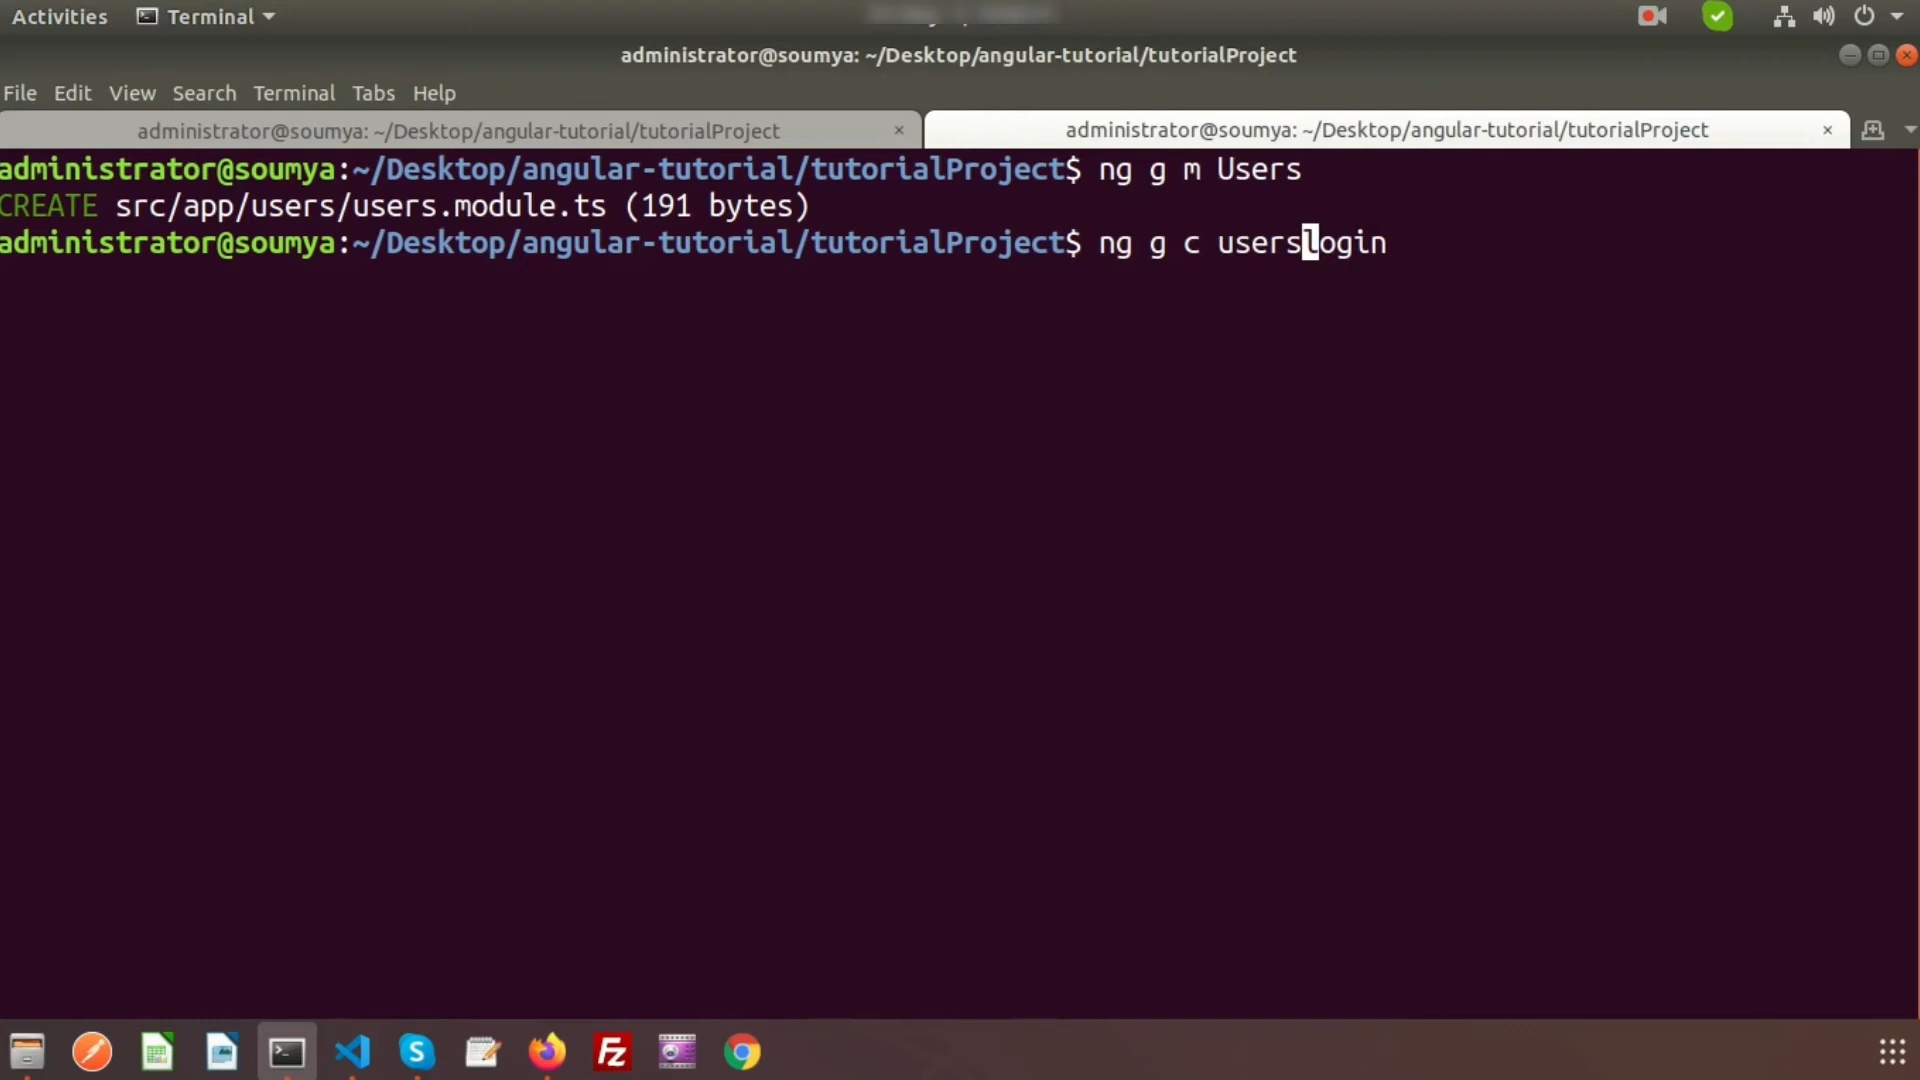 Activities Terminal
administrator@soumya: ~/Desktop/angular-tutorial/tutorialProject
File Edit View Search Terminal Tabs Help
administrator@soumya: ~/Desktop/angular-tutorial/tutorialProject × administrator@soumya: ~/Desktop/angular-tutorial/tutorialProject ×
administrator@soumya:~/Desktop/angular-tutorial/tutorialProject$ ng g m Users
CREATE src/app/users/users.module.ts (191 bytes)
administrator@soumya:~/Desktop/angular-tutorial/tutorialProject$ ng g c userslogin
S Fz